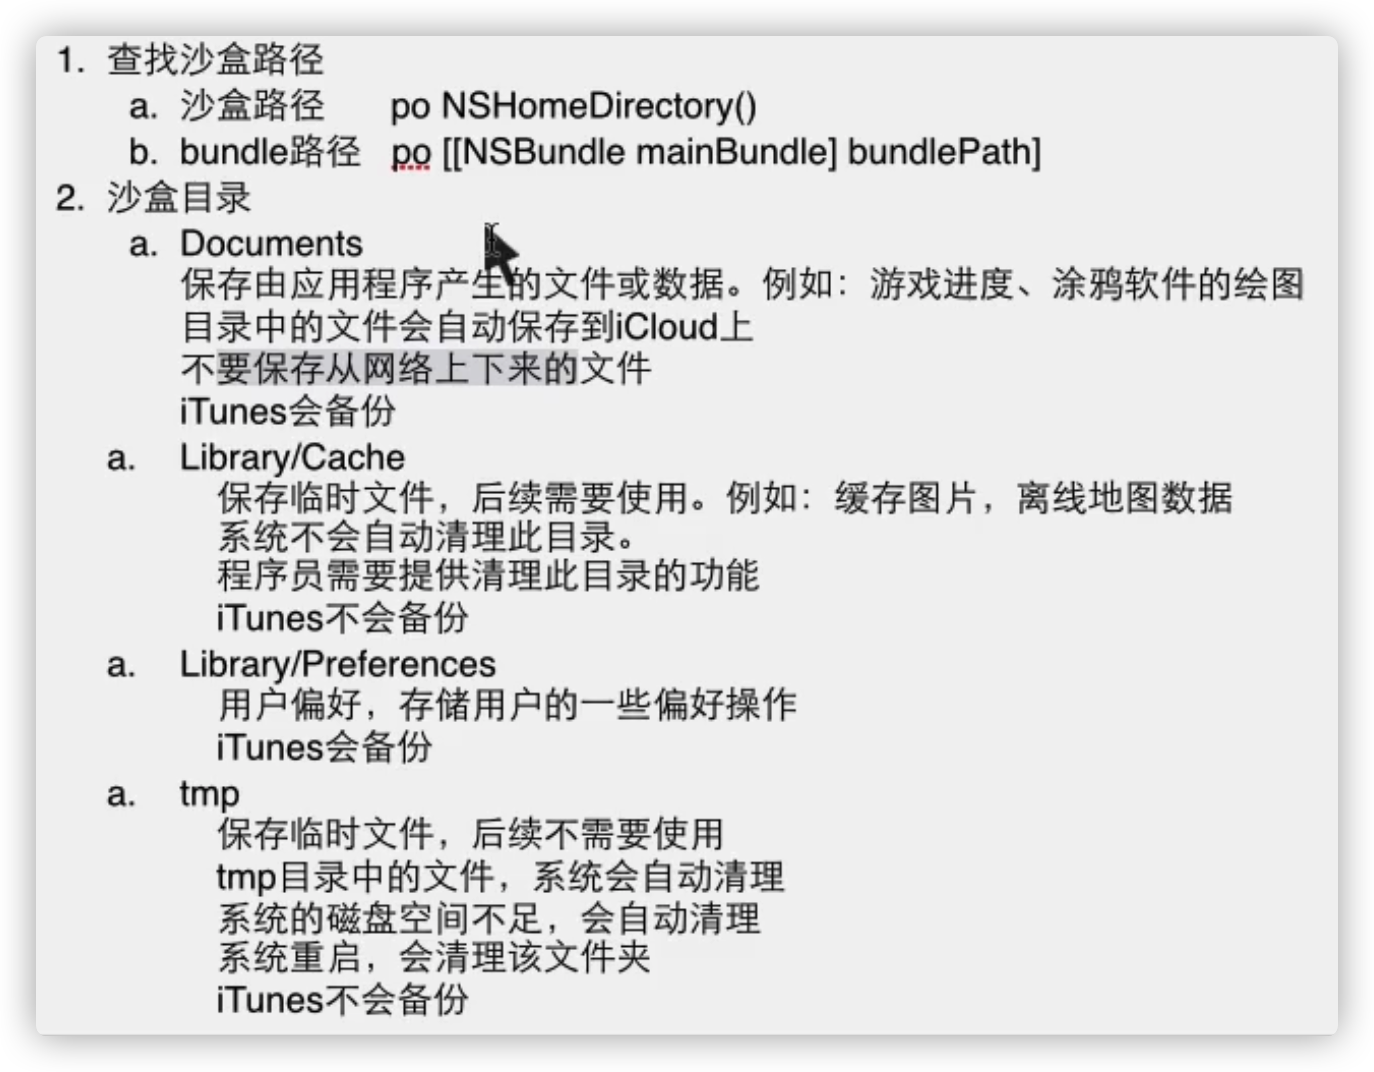 1. 查找沙盒路径
a. 沙盒路径 po NSHomeDirectory()
b. bundle路径 po [[NSBundle mainBundle] bundlePath]
2. 沙盒目录
a. Documents
保存由应用程序产生的文件或数据。例如：游戏进度、涂鸦软件的绘图
目录中的文件会自动保存到iCloud上
不要保存从网络上下来的文件
iTunes会备份
a. Library/Cache
保存临时文件，后续需要使用。例如：缓存图片，离线地图数据
系统不会自动清理此目录。
程序员需要提供清理此目录的功能
iTunes不会备份
a. Library/Preferences
用户偏好，存储用户的一些偏好操作
iTunes会备份
a. tmp
保存临时文件，后续不需要使用
tmp目录中的文件，系统会自动清理
系统的磁盘空间不足，会自动清理
系统重启，会清理该文件夹
iTunes不会备份